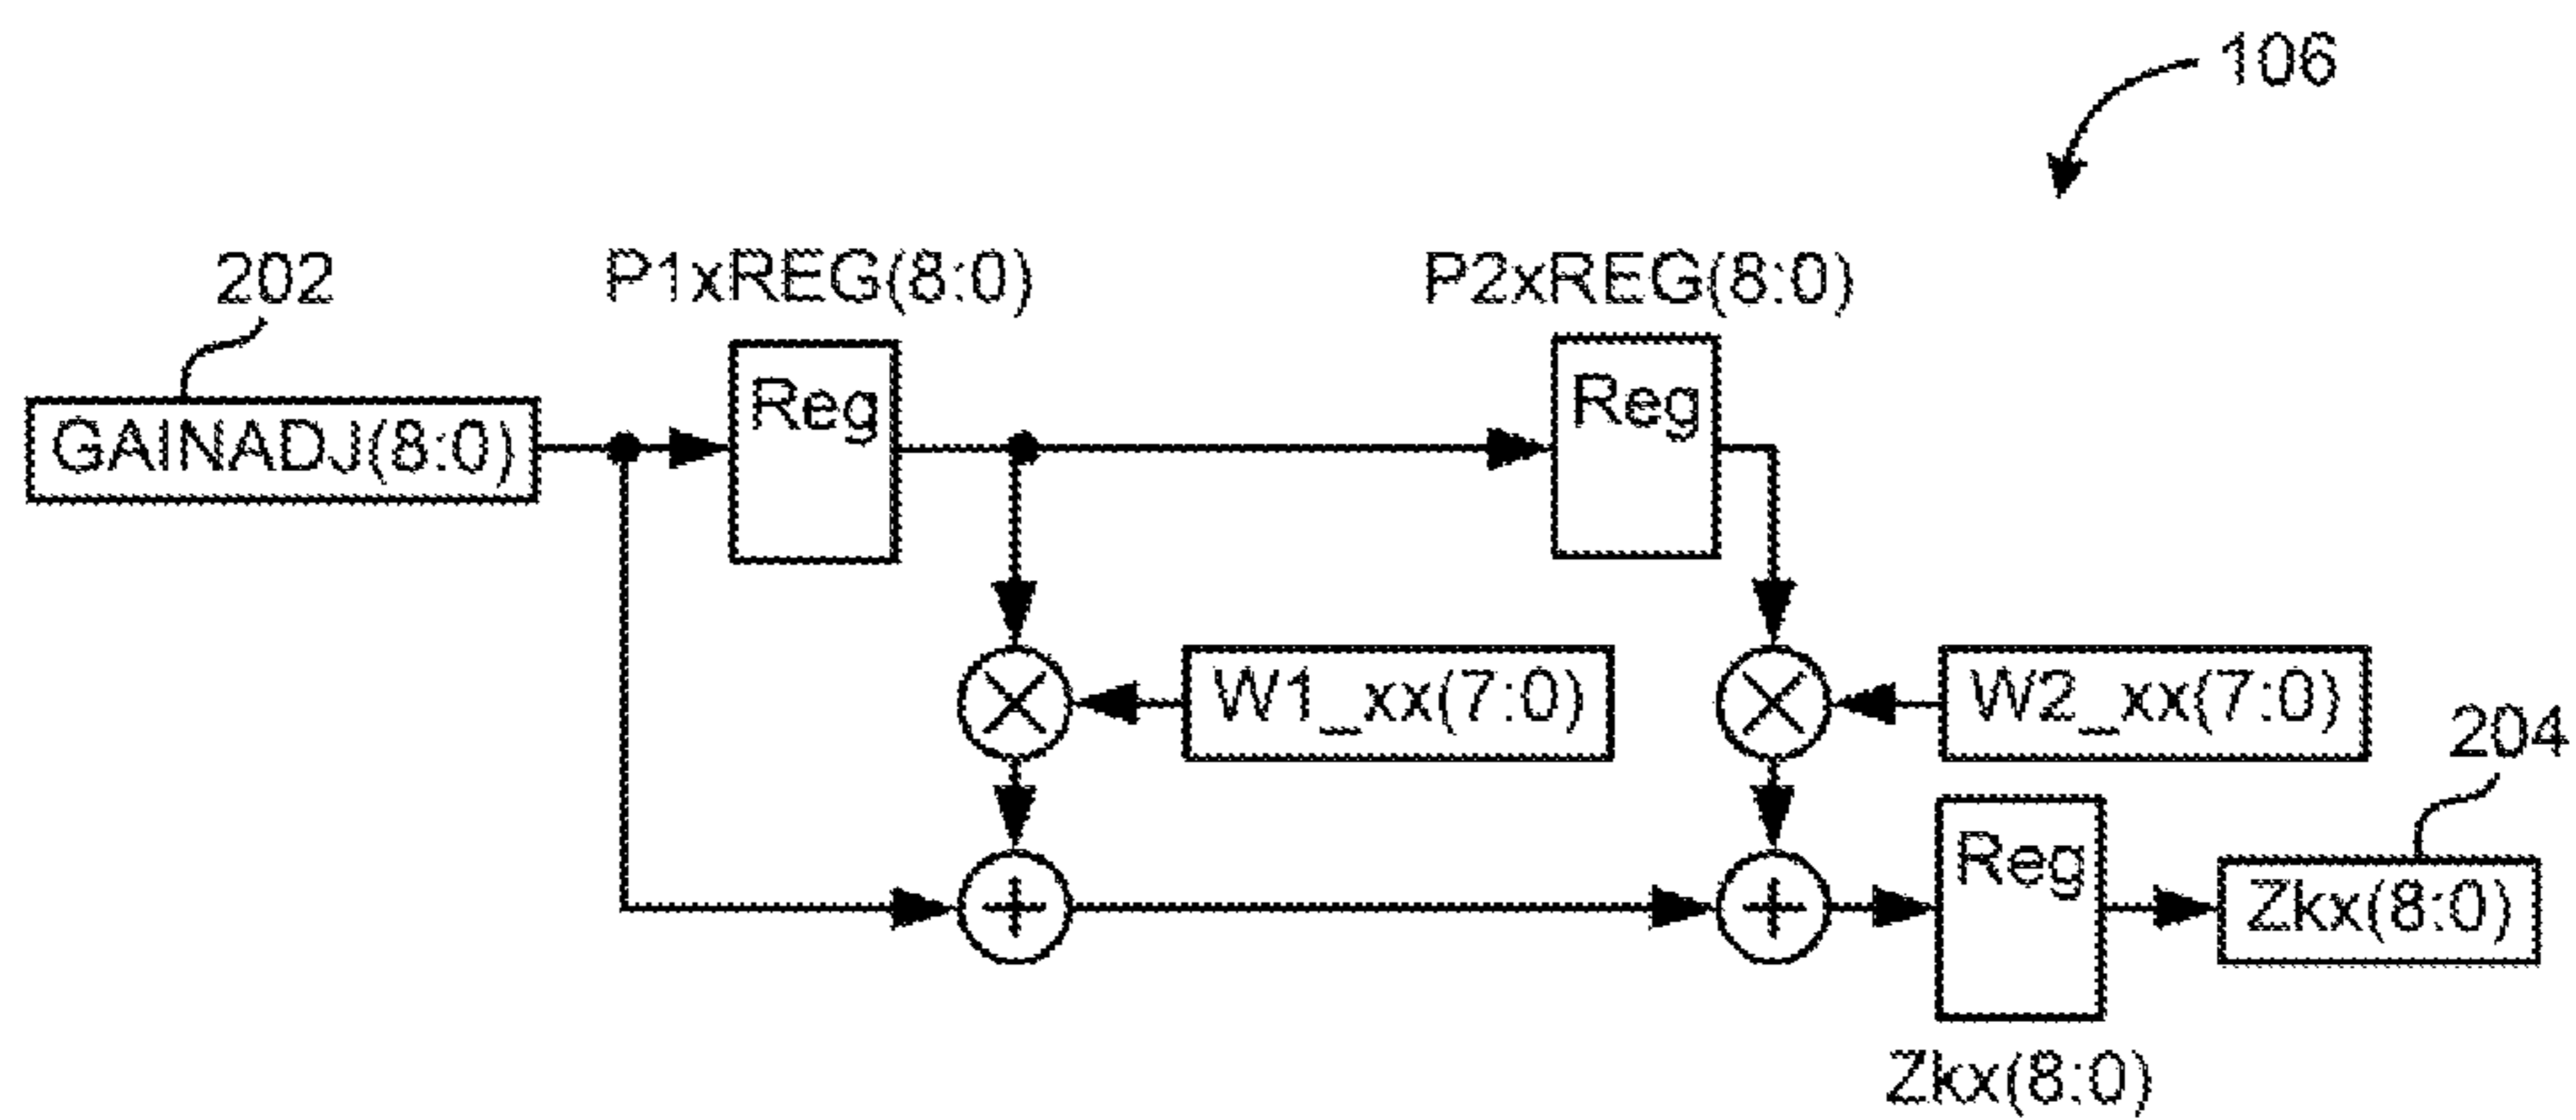 106
202
P1xREG(8:0)
P2xREG(8:0)
GAINADJ(8:0)
Reg
Reg
W1_xx(7:0)
W2_xx(7:0)
204
Reg
Zkx(8:0)
Zkx(8:0)